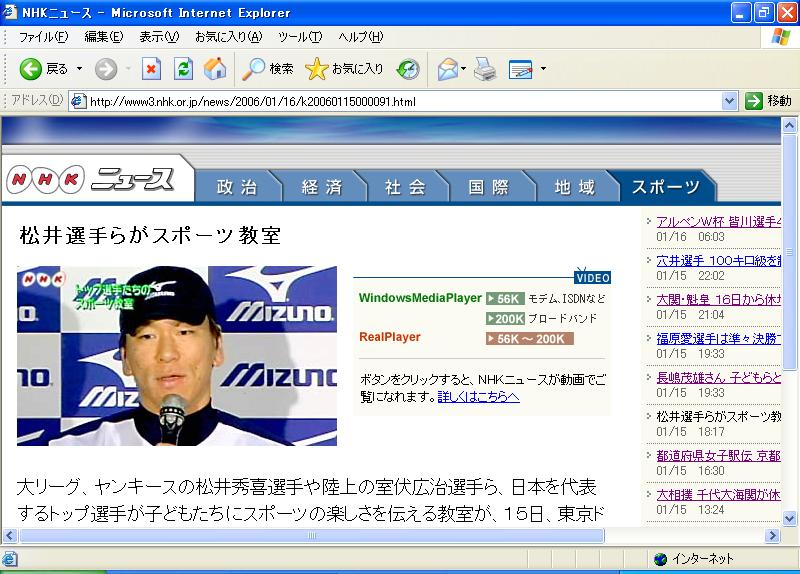 NHKニュース - Microsoft Internet Explorer
ファイル(F) 編集(E) 表示(V) お気に入り(A) ツール(T) ヘルプ(H)
戻る 検索 お気に入り
アドレス(D) http://www3.nhk.or.jp/news/2006/01/16/k20060115000091.html 移動
NHK ニュース 政治 経済 社会 国際 地域 スポーツ
松井選手らがスポーツ教室
NHK
トップ選手たちの
スポーツ教室
MIZUNO
MIZUNO
VIDEO
WindowsMediaPlayer 56K モデム、ISDNなど
200K ブロードバンド
RealPlayer 56K ～ 200K
ボタンをクリックすると、NHKニュースが動画でご
覧になれます。詳しくはこちらへ
大リーグ、ヤンキースの松井秀喜選手や陸上の室伏広治選手ら、日本を代表
するトップ選手が子どもたちにスポーツの楽しさを伝える教室が、15日、東京ド
アルペンW杯 皆川選手4
01/16 06:03
穴井選手 100キロ級を
01/15 22:02
大関・魁皇 16日から休
01/15 21:04
福原愛選手は準々決勝
01/15 19:33
長嶋茂雄さん 子どもらと
01/15 19:33
松井選手らがスポーツ教
01/15 18:17
都道府県女子駅伝 京都
01/15 16:30
大相撲 千代大海関が休
01/15 13:24
インターネット